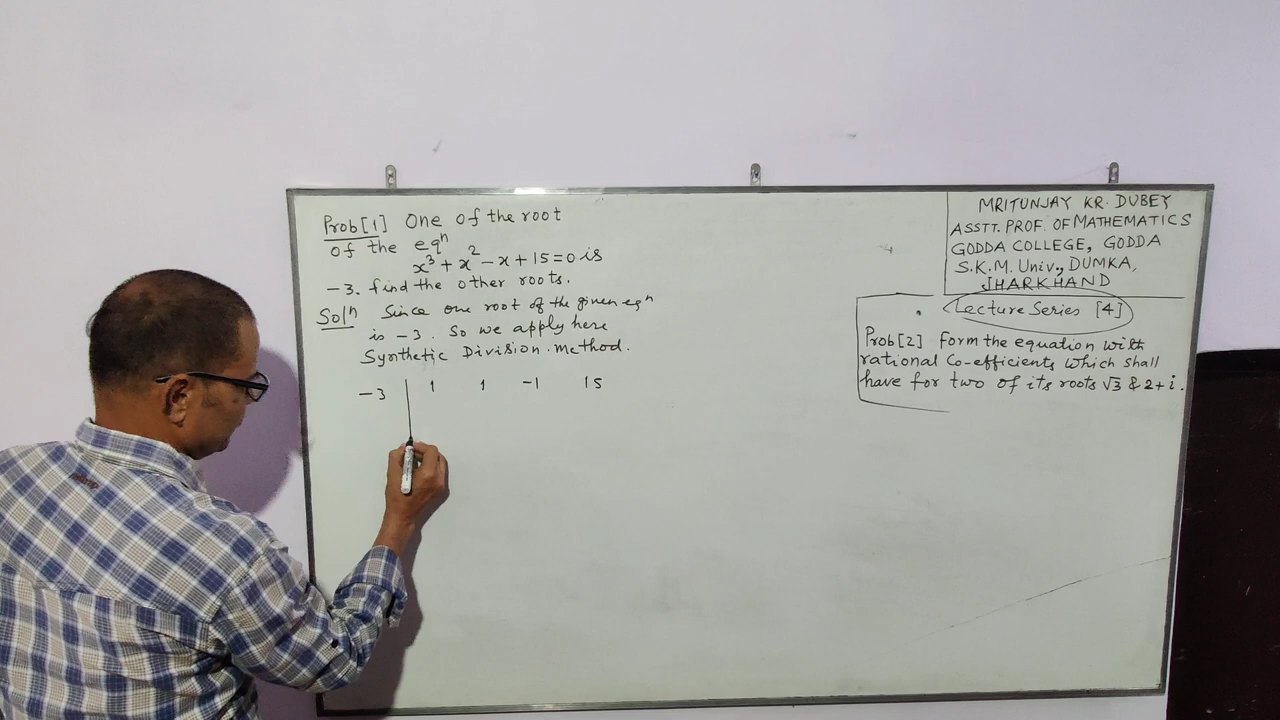 Prob[1] One of the root
of the eqⁿ
x³ + x² - x + 15 = 0 is
-3. find the other roots.
Solⁿ Since one root of the given eqⁿ
is -3. So we apply here
Synthetic Division method.
-3 1 1 -1 15
MRITUNJAY KR. DUBEY
ASSTT. PROF. OF MATHEMATICS
GODDA COLLEGE, GODDA
S.K.M. Univ., DUMKA,
JHARKHAND
Lecture Series [4]
Prob[2] Form the equation with
rational Co-efficients which shall
have for two of its roots √3 & 2+i.